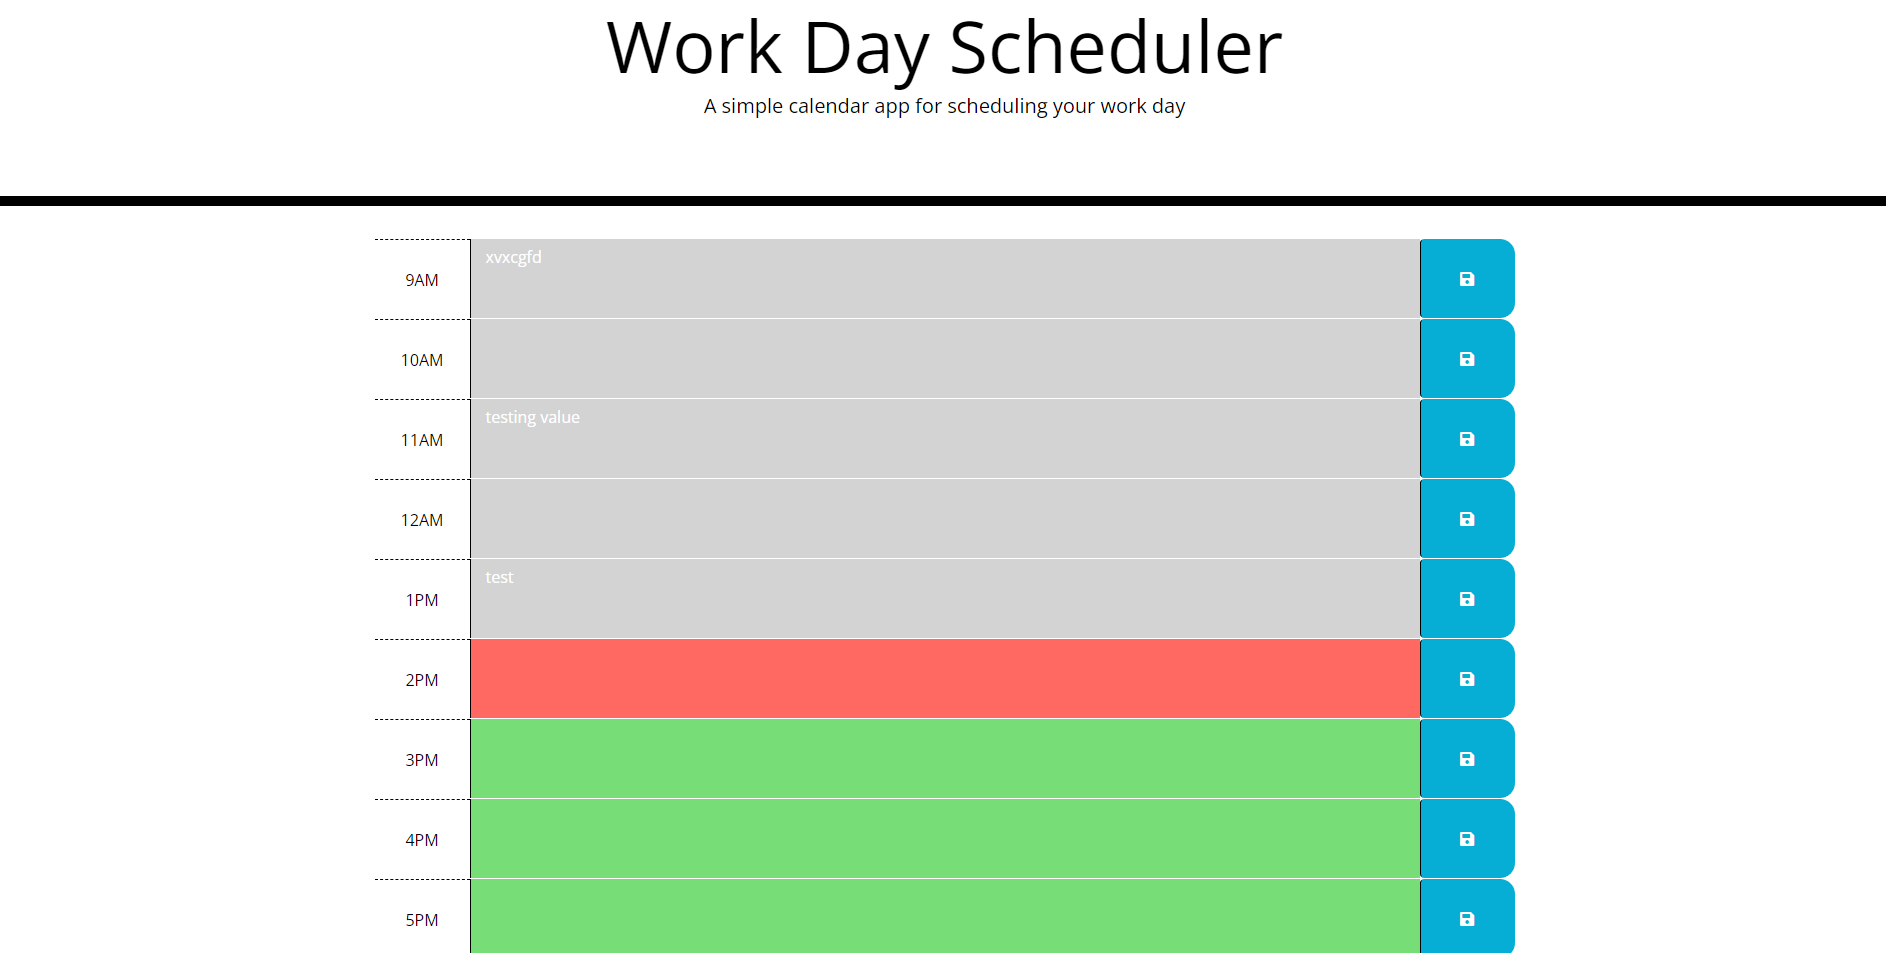 Work Day Scheduler
A simple calendar app for scheduling your work day
9AM
xvxcgfd
10AM
11AM
testing value
12AM
1PM
test
2PM
3PM
4PM
5PM